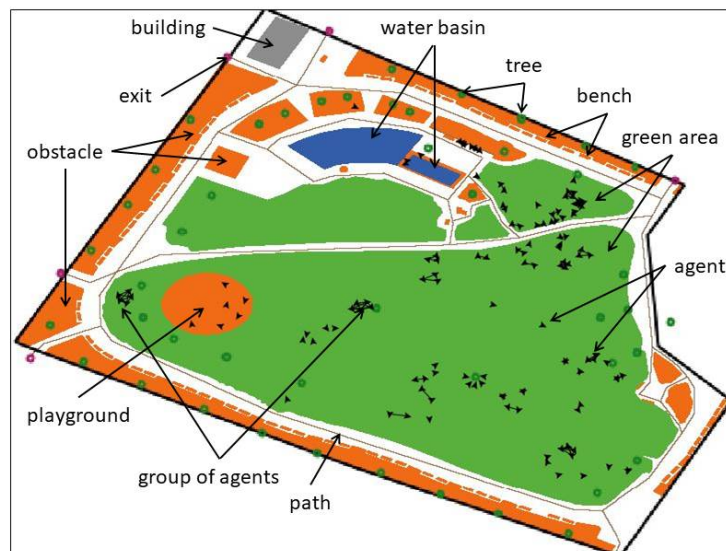 building
water basin
tree
exit
bench
green area
obstacle
agent
playground
group of agents
path